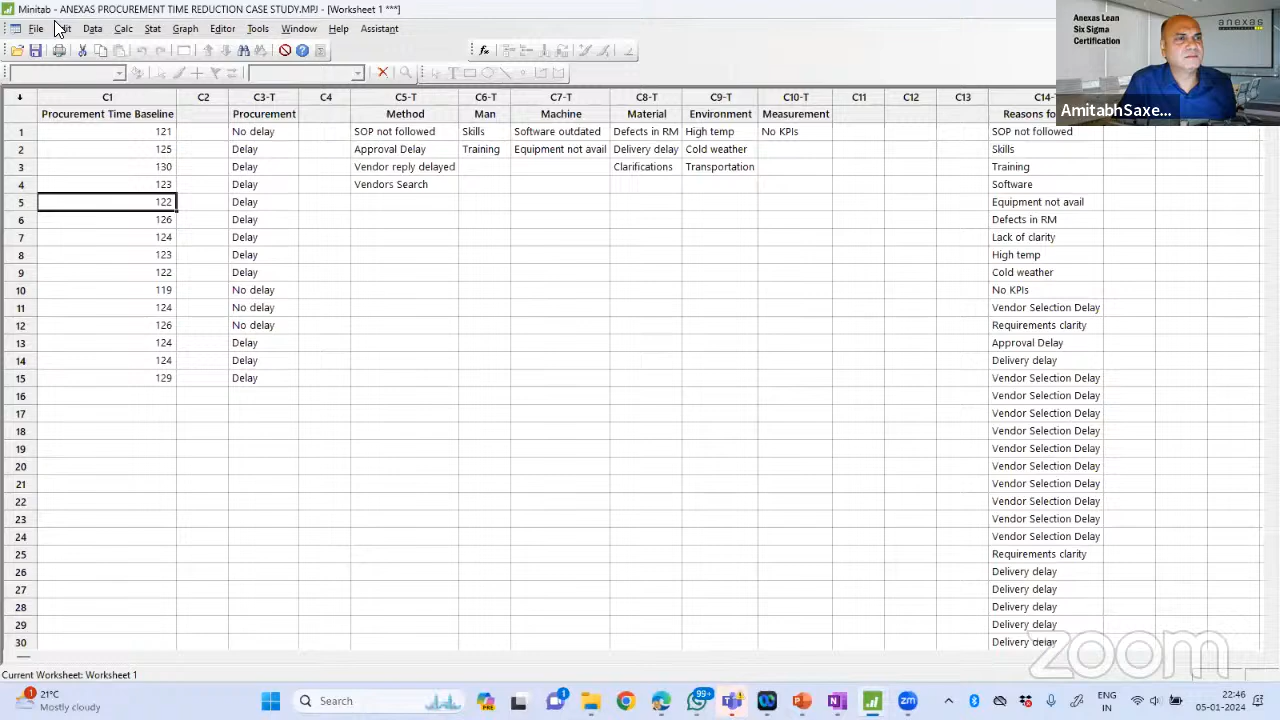 Minitab - ANEXAS PROCUREMENT TIME REDUCTION CASE STUDY.MPJ - [Worksheet 1 ***]
File Data Calc Stat Graph Editor Tools Window Help Assistant
Anexas Lean
Six Sigma
Certification
anexas
AmitabhSaxe...
C1 C2 C3-T C4 C5-T C6-T C7-T C8-T C9-T C10-T C11 C12 C13 C14-T
Procurement Time Baseline Procurement Method Man Machine Material Environment Measurement Reasons fo
1 121 No delay SOP not followed Skills Software outdated Defects in RM High temp No KPIs SOP not followed
2 125 Delay Approval Delay Training Equipment not avail Delivery delay Cold weather Skills
3 130 Delay Vendor reply delayed Clarifications Transportation Training
4 123 Delay Vendors Search Software
5 122 Delay Equipment not avail
6 126 Delay Defects in RM
7 124 Delay Lack of clarity
8 123 Delay High temp
9 122 Delay Cold weather
10 119 No delay No KPIs
11 124 No delay Vendor Selection Delay
12 126 No delay Requirements clarity
13 124 Delay Approval Delay
14 124 Delay Delivery delay
15 129 Delay Vendor Selection Delay
16 Vendor Selection Delay
17 Vendor Selection Delay
18 Vendor Selection Delay
19 Vendor Selection Delay
20 Vendor Selection Delay
21 Vendor Selection Delay
22 Vendor Selection Delay
23 Vendor Selection Delay
24 Vendor Selection Delay
25 Requirements clarity
26 Delivery delay
27 Delivery delay
28 Delivery delay
29 Delivery delay
30 Delivery delay
zoom
Current Worksheet: Worksheet 1
1 21°C
Mostly cloudy
Search
1
99+
zm
ENG
IN
22:46
05-01-2024